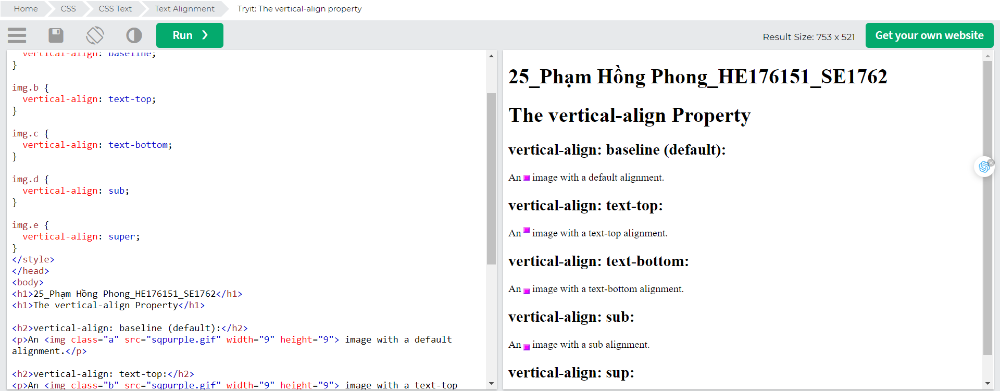 Home CSS CSS Text Text Alignment Tryit: The vertical-align property
Run ❯
Result Size: 753 x 521
Get your own website
vertical-align: baseline;
}
img.b {
vertical-align: text-top;
}
img.c {
vertical-align: text-bottom;
}
img.d {
vertical-align: sub;
}
img.e {
vertical-align: super;
}
</style>
</head>
<body>
<h1>25_Phạm Hồng Phong_HE176151_SE1762</h1>
<h1>The vertical-align Property</h1>
<h2>vertical-align: baseline (default):</h2>
<p>An <img class="a" src="sqpurple.gif" width="9" height="9"> image with a default
alignment.</p>
<h2>vertical-align: text-top:</h2>
<p>An <img class="b" src="sqpurple.gif" width="9" height="9"> image with a text-top
25_Phạm Hồng Phong_HE176151_SE1762
The vertical-align Property
vertical-align: baseline (default):
An image with a default alignment.
vertical-align: text-top:
An image with a text-top alignment.
vertical-align: text-bottom:
An image with a text-bottom alignment.
vertical-align: sub:
An image with a sub alignment.
vertical-align: sup: